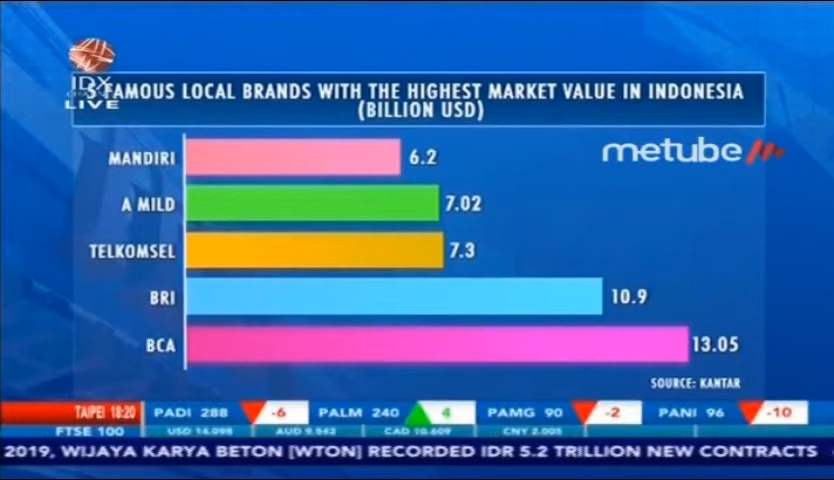 IDX
CHANNEL
LIVE
5 FAMOUS LOCAL BRANDS WITH THE HIGHEST MARKET VALUE IN INDONESIA
(BILLION USD)
metube
MANDIRI 6.2
A MILD 7.02
TELKOMSEL 7.3
BRI 10.9
BCA 13.05
SOURCE: KANTAR
TAIPEI 18:20 PADI 288 -6 PALM 240 4 PAMG 90 -2 PANI 96 -10
FTSE 100 USD 14.098 AUD 9.543 CAD 10.609 CNY 2.005
2019, WIJAYA KARYA BETON [WTON] RECORDED IDR 5.2 TRILLION NEW CONTRACTS